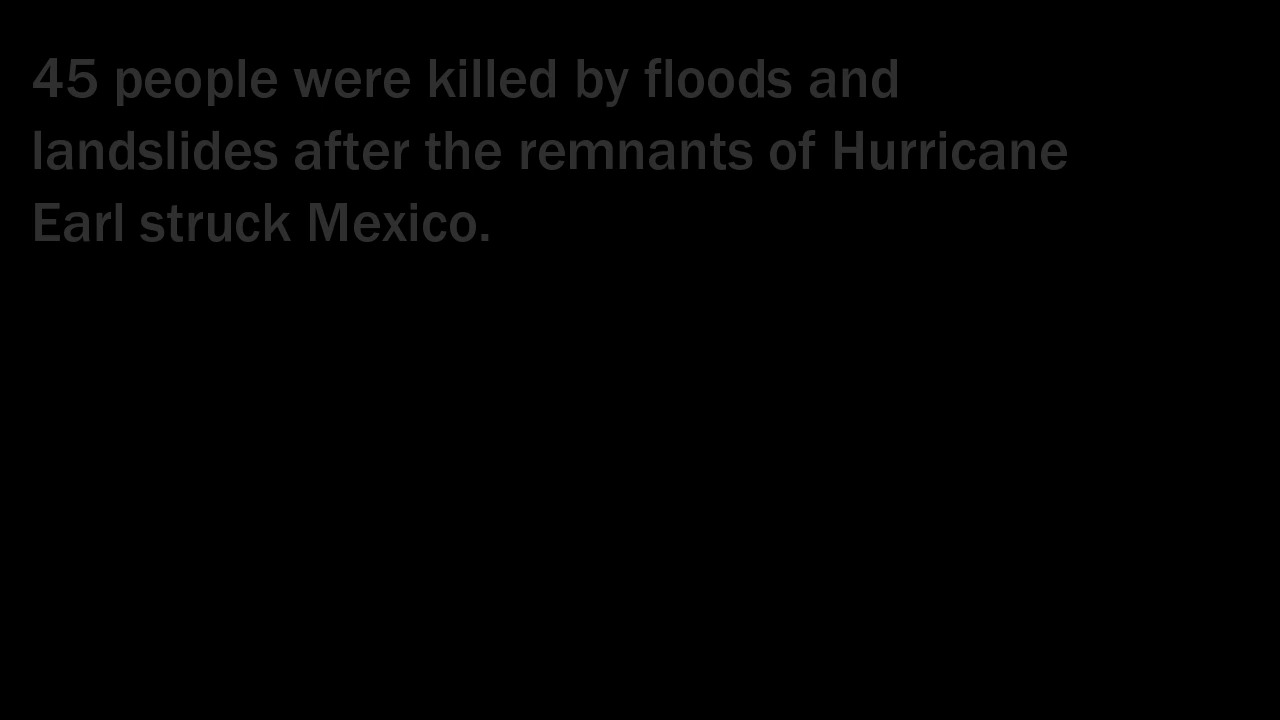 45 people were killed by floods and
landslides after the remnants of Hurricane
Earl struck Mexico.